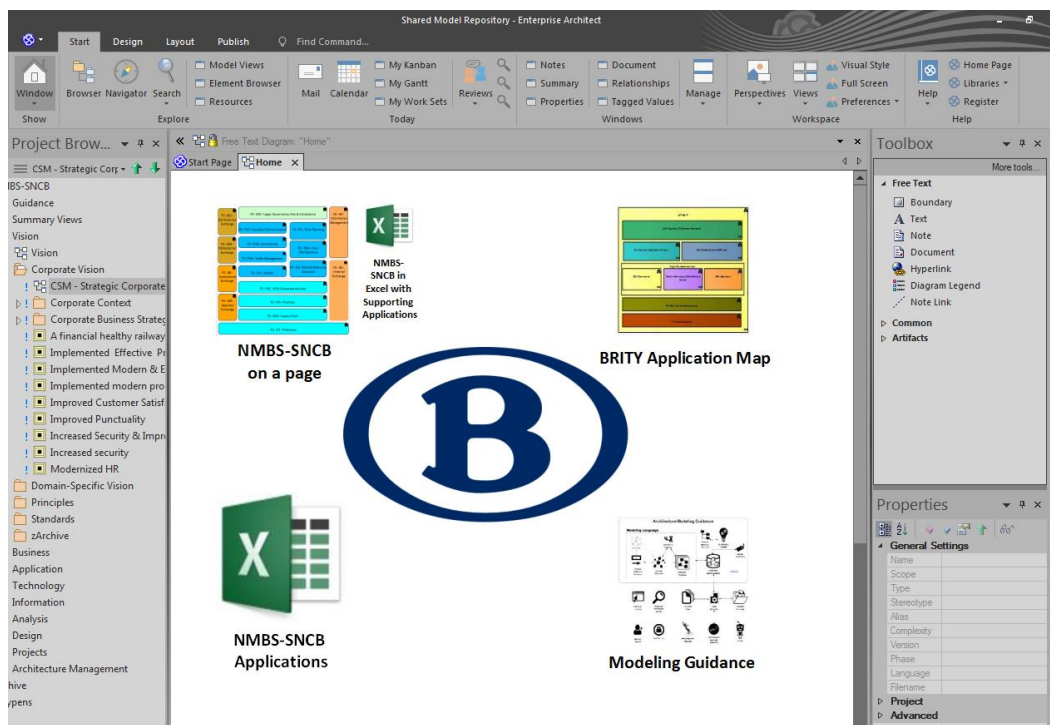 Shared Model Repository - Enterprise Architect
Start Design Layout Publish Find Command...
Window
Show
Browser Navigator Search
Model Views
Element Browser
Resources
Explore
Mail Calendar
My Kanban
My Gantt
My Work Sets
Reviews
Today
Notes
Summary
Properties
Document
Relationships
Tagged Values
Manage
Windows
Perspectives Views
Visual Style
Full Screen
Preferences
Workspace
Help
Home Page
Libraries
Register
Help
Project Brow...
CSM - Strategic Corp
IBS-SNCB
Guidance
Summary Views
Vision
Vision
Corporate Vision
CSM - Strategic Corporate
Corporate Context
Corporate Business Strateg
A financial healthy railway
Implemented Effective Pr
Implemented Modern & E
Implemented modern pro
Improved Customer Satisf
Improved Punctuality
Increased Security & Impr
Increased security
Modernized HR
Domain-Specific Vision
Principles
Standards
zArchive
Business
Application
Technology
Information
Analysis
Design
Projects
Architecture Management
hive
ypens
Free Text Diagram: "Home"
Start Page Home
NMBS-SNCB
on a page
NMBS-
SNCB in
Excel with
Supporting
Applications
BRITY Application Map
B
X
NMBS-SNCB
Applications
Architecture Modeling Guidance
Modeling Language
Modeling Guidance
Toolbox
More tools...
Free Text
Boundary
Text
Note
Document
Hyperlink
Diagram Legend
Note Link
Common
Artifacts
Properties
General Settings
Name
Scope
Type
Stereotype
Alias
Complexity
Version
Phase
Language
Filename
Project
Advanced